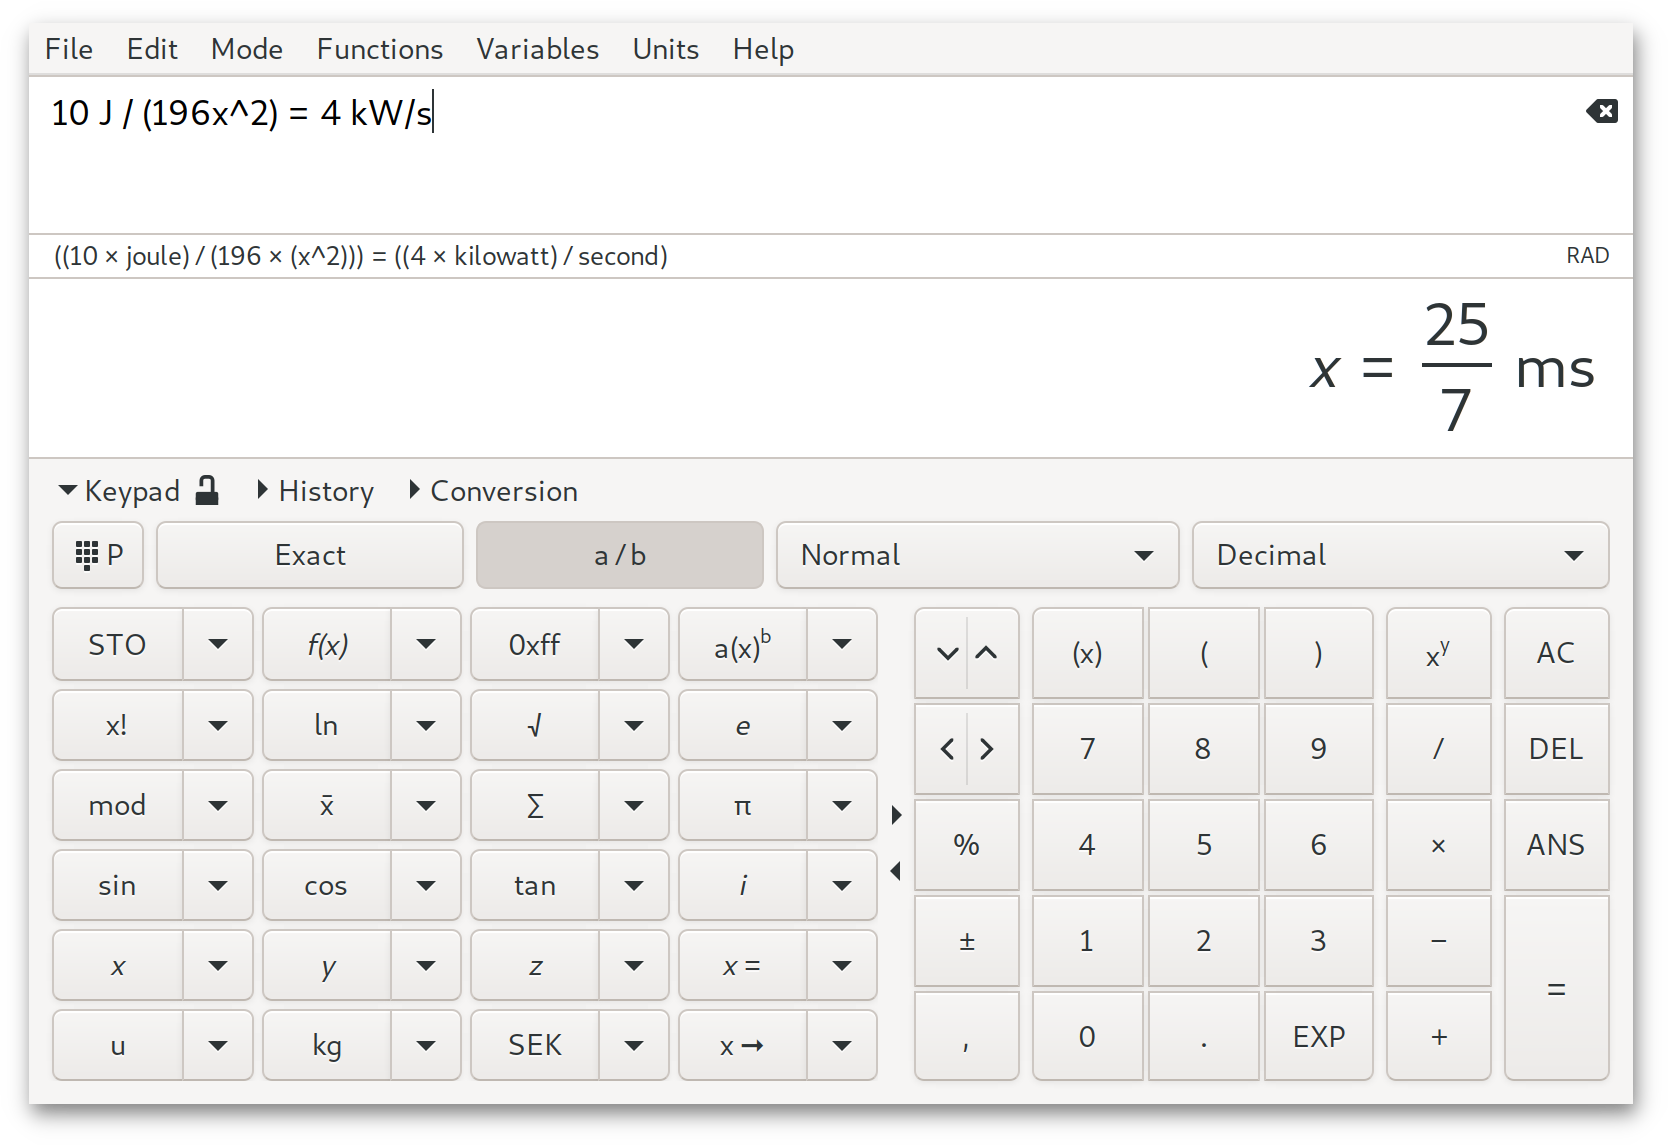 File Edit Mode Functions Variables Units Help
10 J / (196x^2) = 4 kW/s
((10 × joule) / (196 × (x^2))) = ((4 × kilowatt) / second) RAD
x = 25/7 ms
Keypad History Conversion
P Exact a / b Normal Decimal
STO f(x) 0xff a(x)^b (x) ( ) x^y AC
x! ln √ e 7 8 9 / DEL
mod x̄ ∑ π % 4 5 6 × ANS
sin cos tan i ± 1 2 3 −
x y z x = =
u kg SEK x → , 0 . EXP +